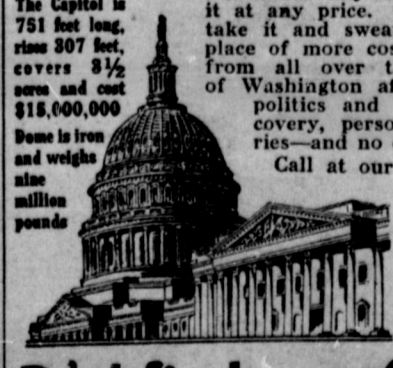 The Capitol is
751 feet long,
rises 307 feet,
covers 3½
acres and cost
$15,000,000
Dome is iron
and weighs
nine
million
pounds
it at any price.
take it and swea
place of more cos
from all over t
of Washington af
politics and
covery, perso
ries—and no
Call at our